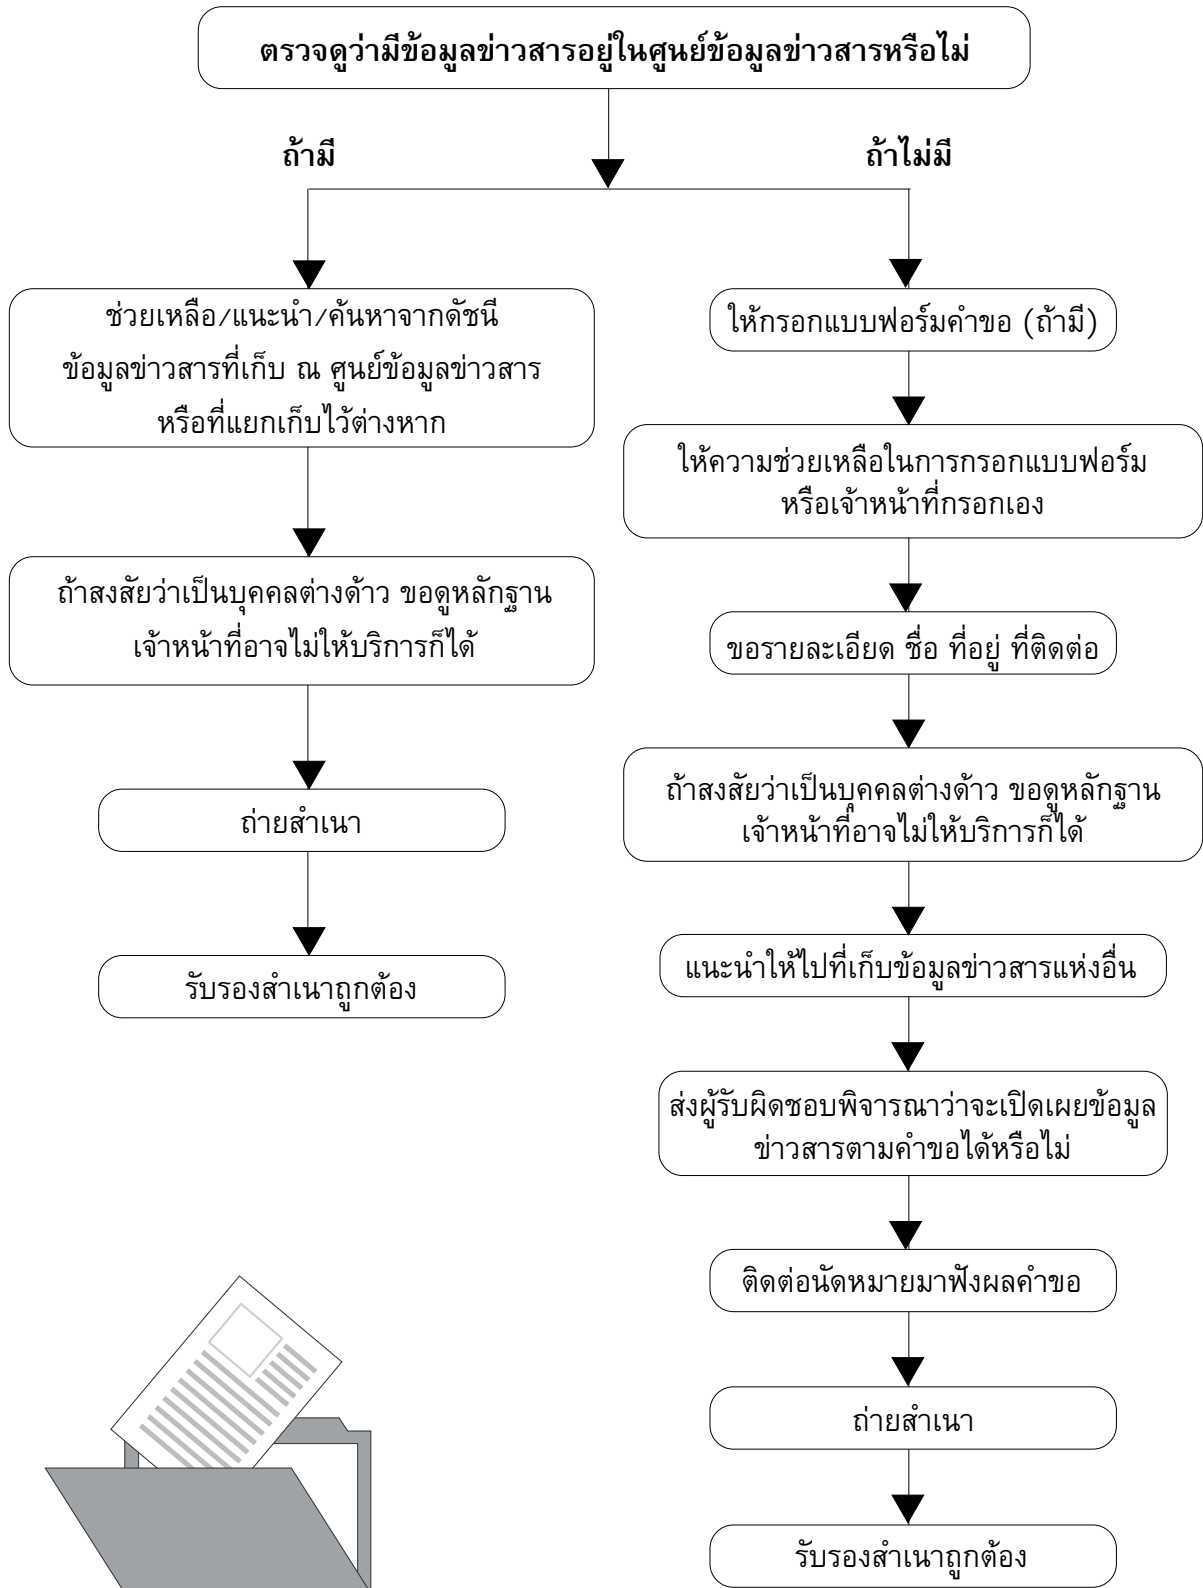 ตรวจดูว่ามีข้อมูลข่าวสารอยู่ในศูนย์ข้อมูลข่าวสารหรือไม่
ถ้ามี
ช่วยเหลือ/แนะนำ/ค้นหาจากดัชนี
ข้อมูลข่าวสารที่เก็บ ณ ศูนย์ข้อมูลข่าวสาร
หรือที่แยกเก็บไว้ต่างหาก
ถ้าสงสัยว่าเป็นบุคคลต่างด้าว ขอดูหลักฐาน
เจ้าหน้าที่อาจไม่ให้บริการก็ได้
ถ่ายสำเนา
รับรองสำเนาถูกต้อง
ถ้าไม่มี
ให้กรอกแบบฟอร์มคำขอ (ถ้ามี)
ให้ความช่วยเหลือในการกรอกแบบฟอร์ม
หรือเจ้าหน้าที่กรอกเอง
ขอรายละเอียด ชื่อ ที่อยู่ ที่ติดต่อ
ถ้าสงสัยว่าเป็นบุคคลต่างด้าว ขอดูหลักฐาน
เจ้าหน้าที่อาจไม่ให้บริการก็ได้
แนะนำให้ไปที่เก็บข้อมูลข่าวสารแห่งอื่น
ส่งผู้รับผิดชอบพิจารณาว่าจะเปิดเผยข้อมูล
ข่าวสารตามคำขอได้หรือไม่
ติดต่อนัดหมายมาฟังผลคำขอ
ถ่ายสำเนา
รับรองสำเนาถูกต้อง